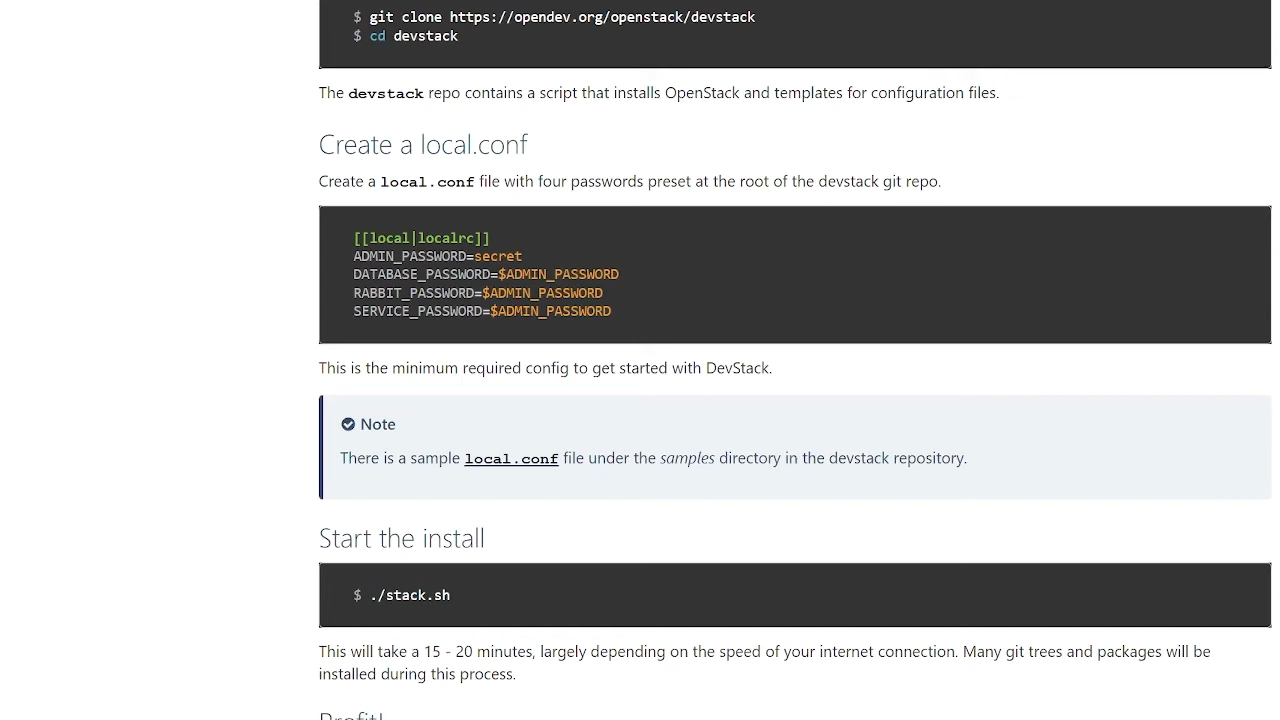 $ git clone https://opendev.org/openstack/devstack
$ cd devstack
The devstack repo contains a script that installs OpenStack and templates for configuration files.
Create a local.conf
Create a local.conf file with four passwords preset at the root of the devstack git repo.
[[local|localrc]]
ADMIN_PASSWORD=secret
DATABASE_PASSWORD=$ADMIN_PASSWORD
RABBIT_PASSWORD=$ADMIN_PASSWORD
SERVICE_PASSWORD=$ADMIN_PASSWORD
This is the minimum required config to get started with DevStack.
Note
There is a sample local.conf file under the samples directory in the devstack repository.
Start the install
$ ./stack.sh
This will take a 15 - 20 minutes, largely depending on the speed of your internet connection. Many git trees and packages will be
installed during this process.
Profit!